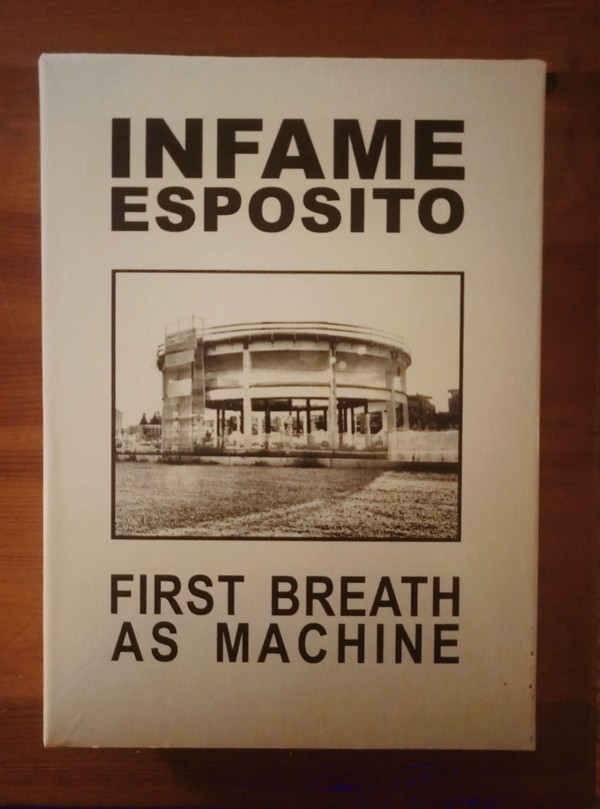 INFAME
ESPOSITO
FIRST BREATH
AS MACHINE